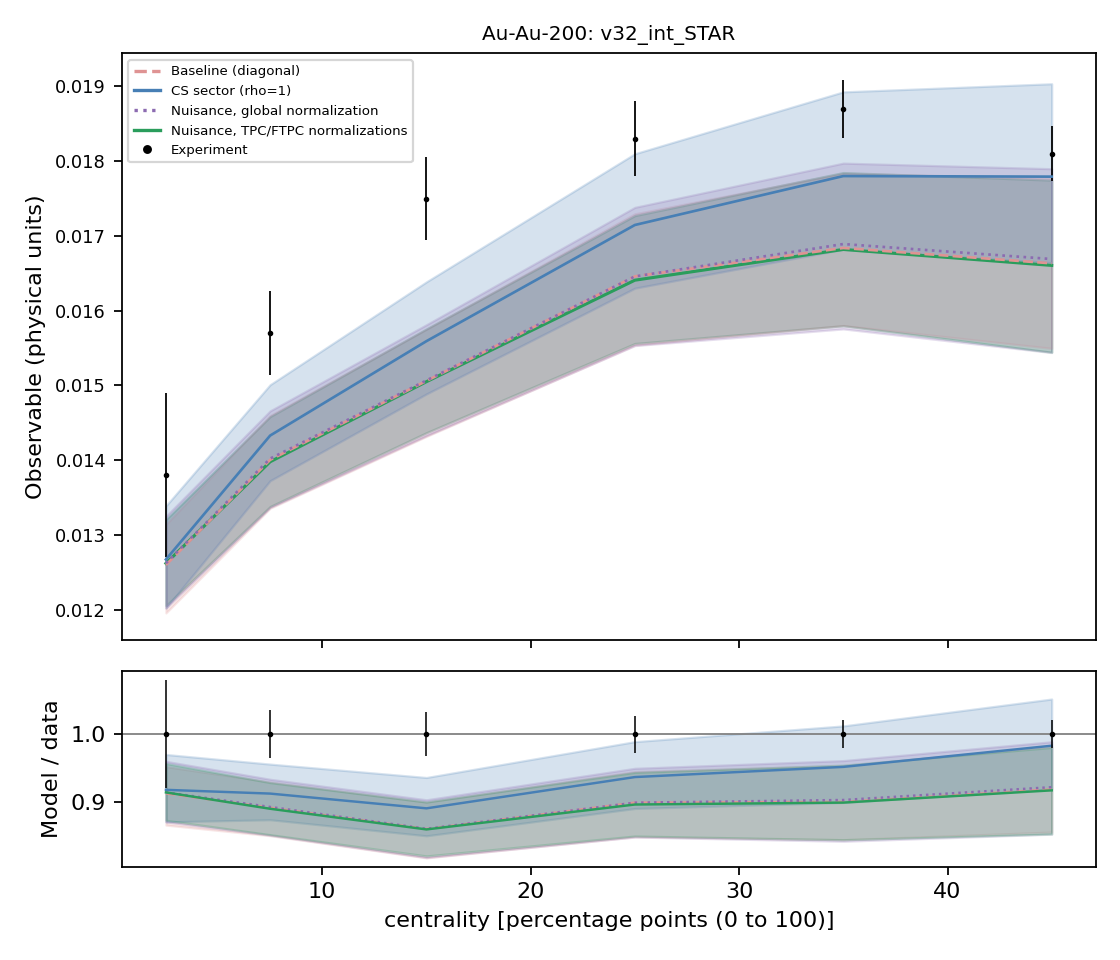 Au-Au-200: v32_int_STAR
Observable (physical units)
0.019
0.018
0.017
0.016
0.015
0.014
0.013
0.012
Baseline (diagonal)
CS sector (rho=1)
Nuisance, global normalization
Nuisance, TPC/FTPC normalizations
Experiment
Model / data
1.0
0.9
10 20 30 40
centrality [percentage points (0 to 100)]